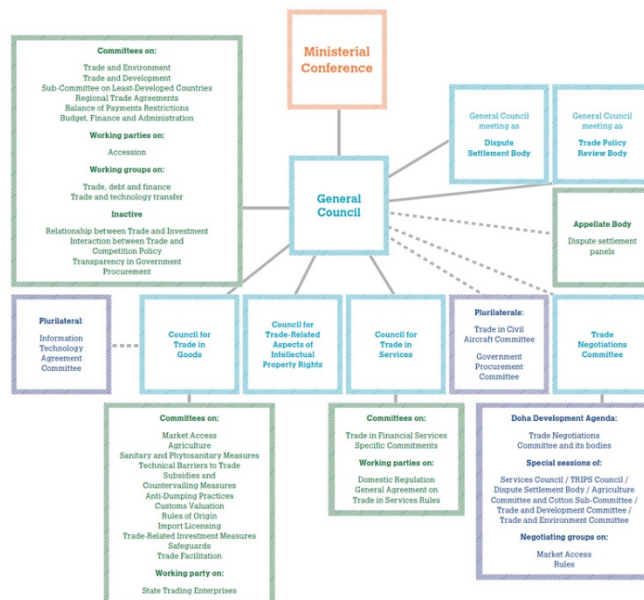 Ministerial
Conference
Committees on:
Trade and Environment
Trade and Development
Sub-Committee on Least-Developed Countries
Regional Trade Agreements
Balance of Payments Restrictions
Budget, Finance and Administration
Working parties on:
Accession
Working groups on:
Trade, debt and finance
Trade and technology transfer
Inactive
Relationship between Trade and Investment
Interaction between Trade and
Competition Policy
Transparency in Government
Procurement
General Council
meeting as
Dispute
Settlement Body
General Council
meeting as
Trade Policy
Review Body
General
Council
Appellate Body
Dispute settlement
panels
Plurilateral:
Information
Technology
Agreement
Committee
Council for
Trade in
Goods
Council for
Trade-Related
Aspects of
Intellectual
Property Rights
Council for
Trade in
Services
Plurilaterals:
Trade in Civil
Aircraft Committee
Government
Procurement
Committee
Trade
Negotiations
Committee
Committees on:
Market Access
Agriculture
Sanitary and Phytosanitary Measures
Technical Barriers to Trade
Subsidies and
Countervailing Measures
Anti-Dumping Practices
Customs Valuation
Rules of Origin
Import Licensing
Trade-Related Investment Measures
Safeguards
Trade Facilitation
Working party on:
State Trading Enterprises
Committees on:
Trade in Financial Services
Specific Commitments
Working parties on:
Domestic Regulation
General Agreement on
Trade in Services Rules
Doha Development Agenda:
Trade Negotiations
Committee and its bodies
Special sessions of:
Services Council / TRIPS Council /
Dispute Settlement Body / Agriculture
Committee and Cotton Sub-Committee /
Trade and Development Committee /
Trade and Environment Committee
Negotiating groups on:
Market Access
Rules